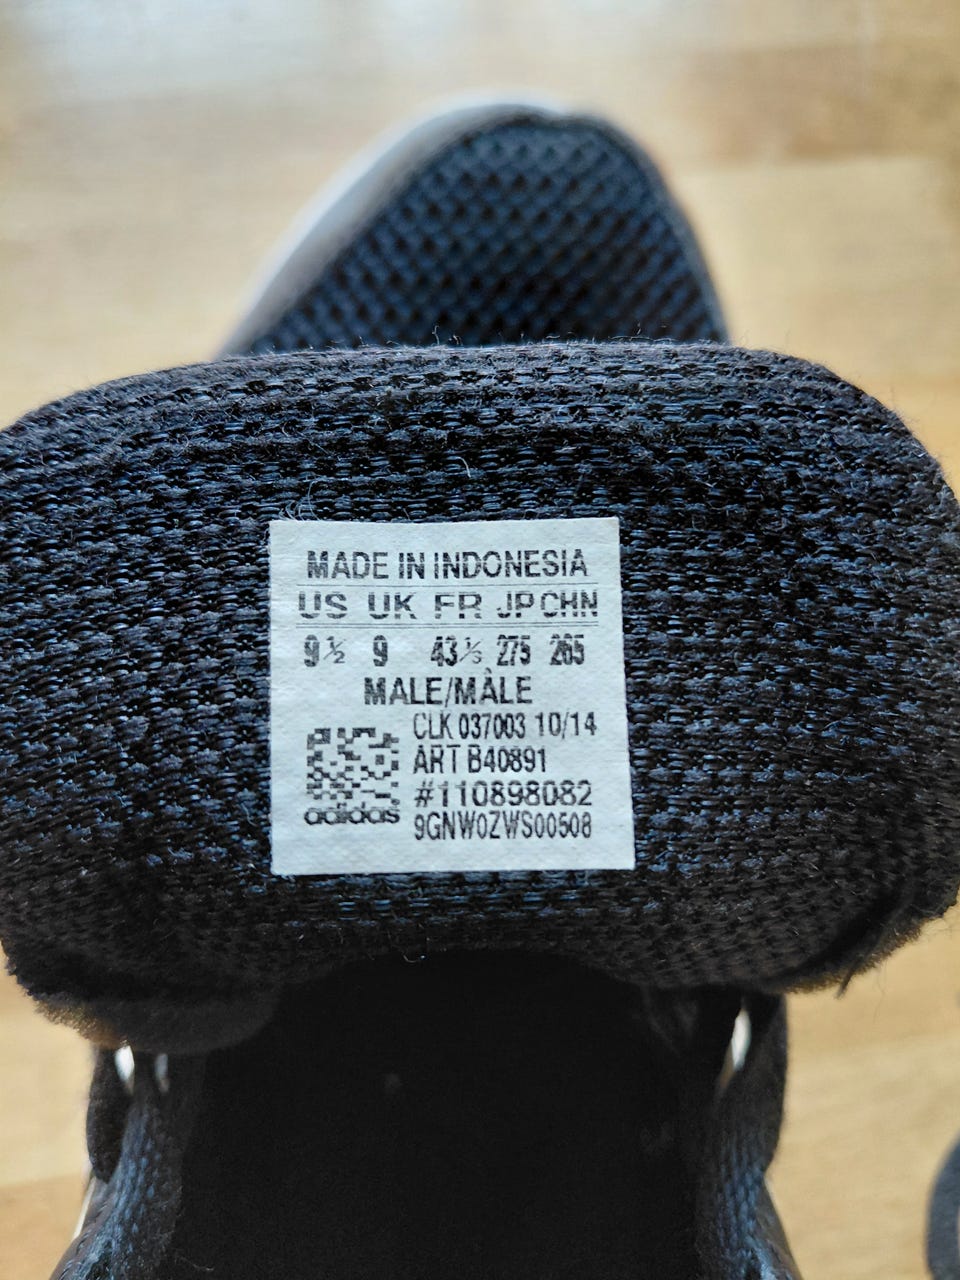 MADE IN INDONESIA
US UK FR JP CHN
9½ 9 43⅓ 275 265
MALE/MÂLE
CLK 037003 10/14
ART B40891
#110898082
9GNW0ZWS00508
adidas